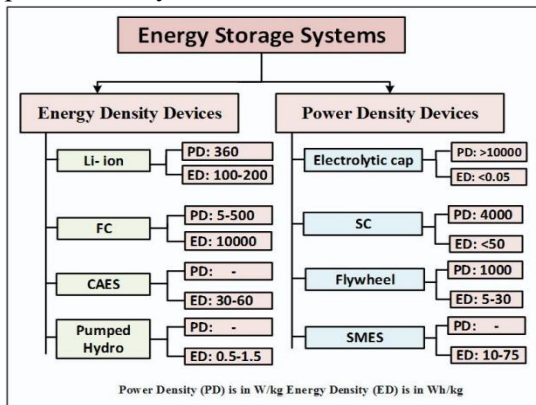 Energy Storage Systems
Energy Density Devices
Li- ion
PD: 360
ED: 100-200
FC
PD: 5-500
ED: 10000
CAES
PD: -
ED: 30-60
Pumped
Hydro
PD: -
ED: 0.5-1.5
Power Density Devices
Electrolytic cap
PD: >10000
ED: <0.05
SC
PD: 4000
ED: <50
Flywheel
PD: 1000
ED: 5-30
SMES
PD: -
ED: 10-75
Power Density (PD) is in W/kg Energy Density (ED) is in Wh/kg